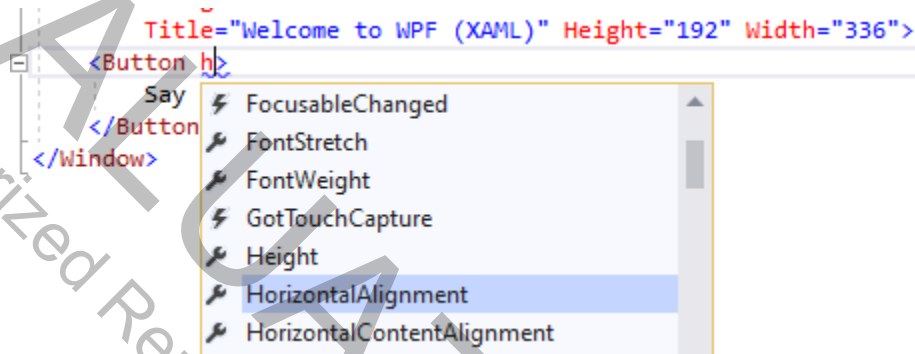 Title="Welcome to WPF (XAML)" Height="192" Width="336">
<Button h>
Say
</Button
</Window>
FocusableChanged
FontStretch
FontWeight
GotTouchCapture
Height
HorizontalAlignment
HorizontalContentAlignment